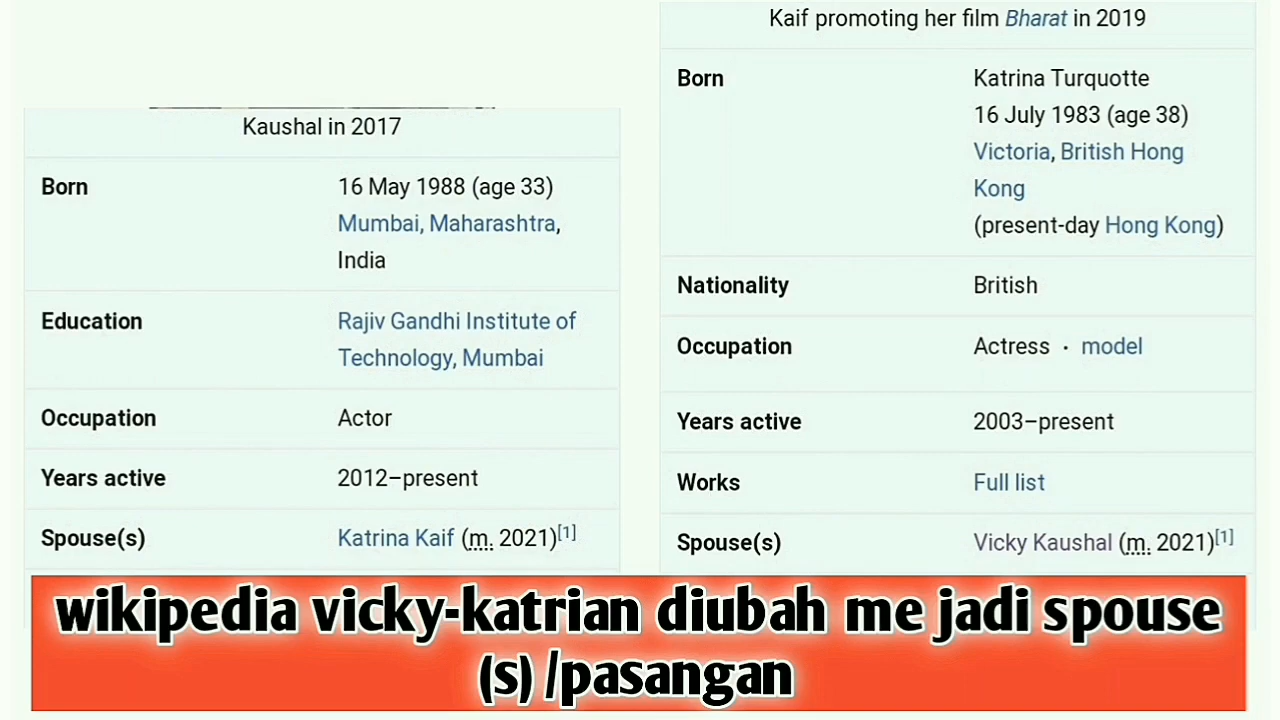 Kaushal in 2017
Born
16 May 1988 (age 33)
Mumbai, Maharashtra,
India
Education
Rajiv Gandhi Institute of
Technology, Mumbai
Occupation
Actor
Years active
2012–present
Spouse(s)
Katrina Kaif (m. 2021)[1]
Kaif promoting her film Bharat in 2019
Born
Katrina Turquotte
16 July 1983 (age 38)
Victoria, British Hong
Kong
(present-day Hong Kong)
Nationality
British
Occupation
Actress · model
Years active
2003–present
Works
Full list
Spouse(s)
Vicky Kaushal (m. 2021)[1]
wikipedia vicky-katrian diubah me jadi spouse
(s) /pasangan